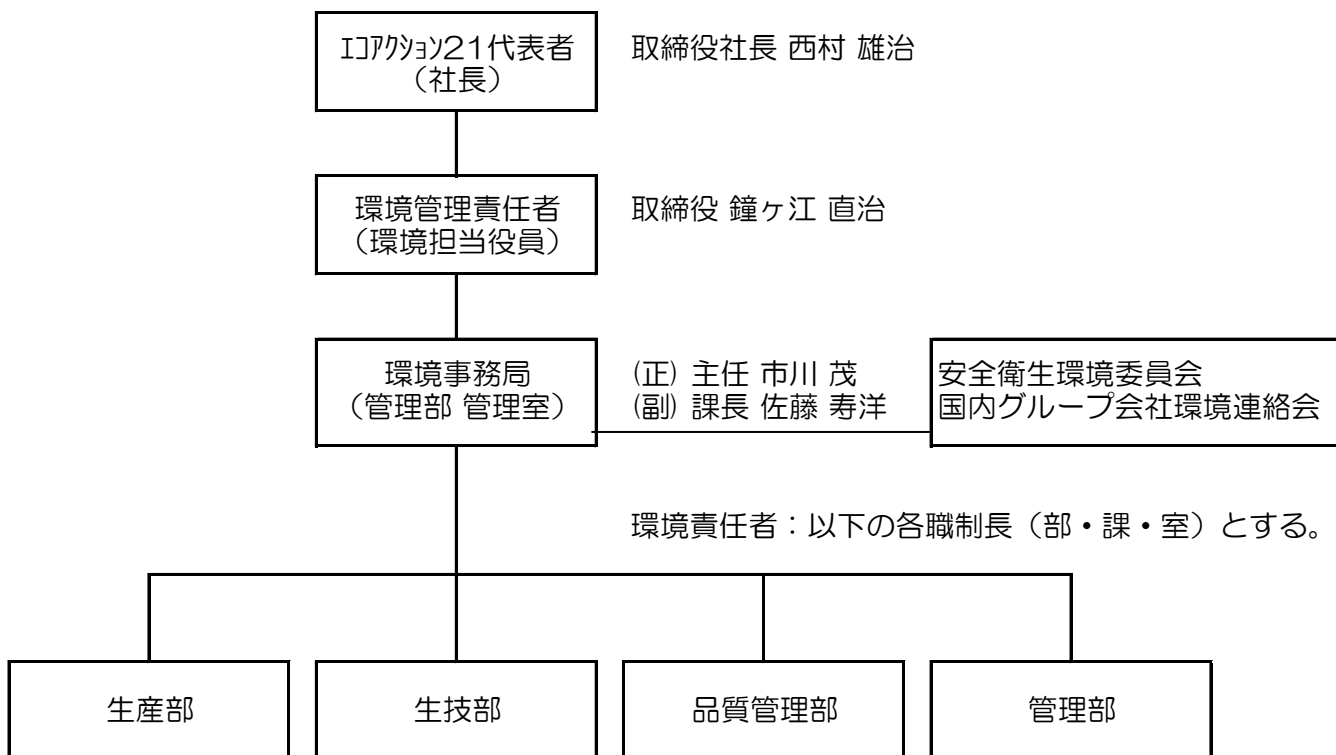 ｴｺｱｸｼｮﾝ21代表者
（社長）
取締役社長 西村 雄治
環境管理責任者
（環境担当役員）
取締役 鐘ヶ江 直治
環境事務局
（管理部 管理室）
(正) 主任 市川 茂
(副) 課長 佐藤 寿洋
安全衛生環境委員会
国内グループ会社環境連絡会
環境責任者：以下の各職制長（部・課・室）とする。
生産部
生技部
品質管理部
管理部